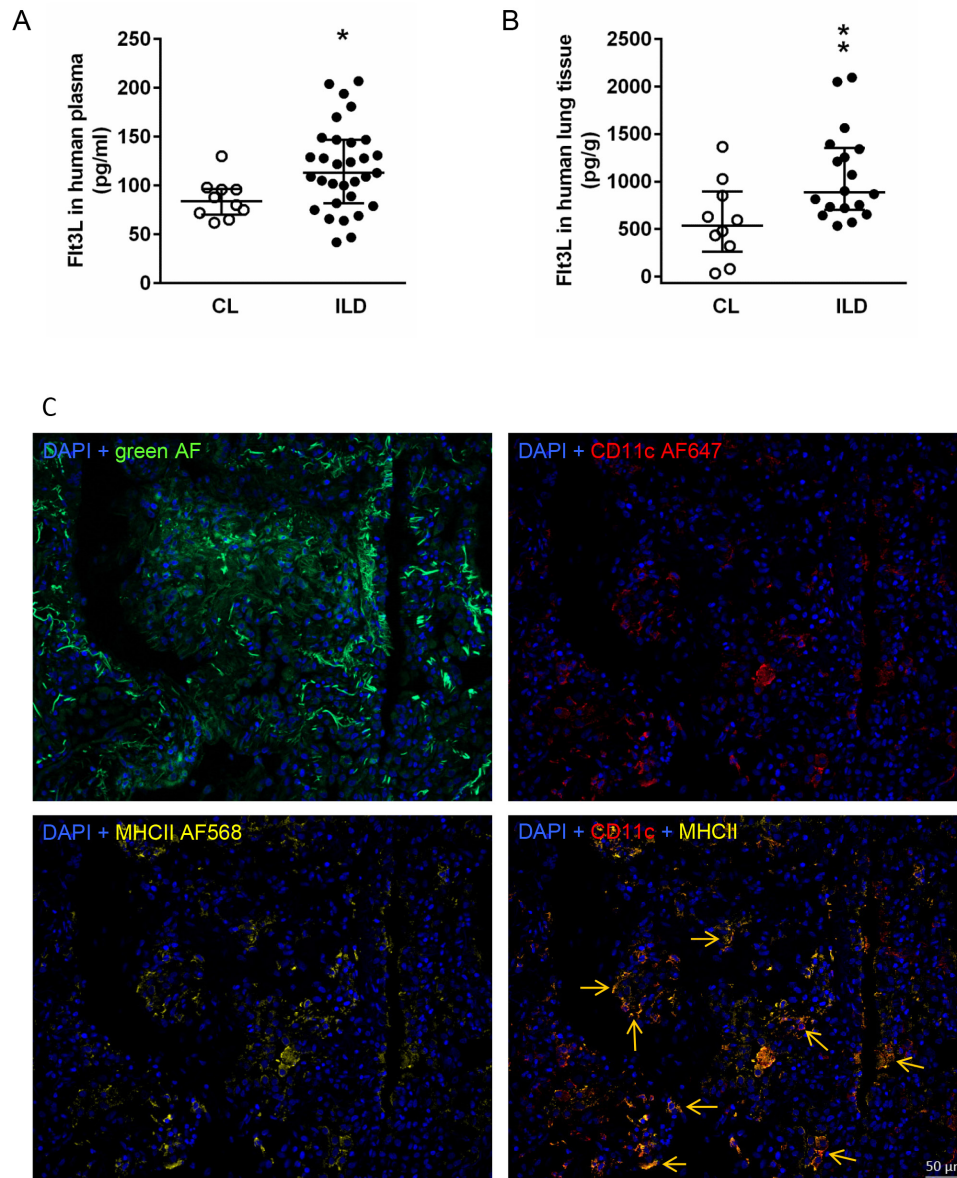 A
Flt3L in human plasma
(pg/ml)
250
200
150
100
50
0
*
CL
ILD
B
Flt3L in human lung tissue
(pg/g)
2500
2000
1500
1000
500
0
*
*
CL
ILD
C
DAPI + green AF
DAPI + CD11c AF647
DAPI + MHCII AF568
DAPI + CD11c + MHCII
50 µm